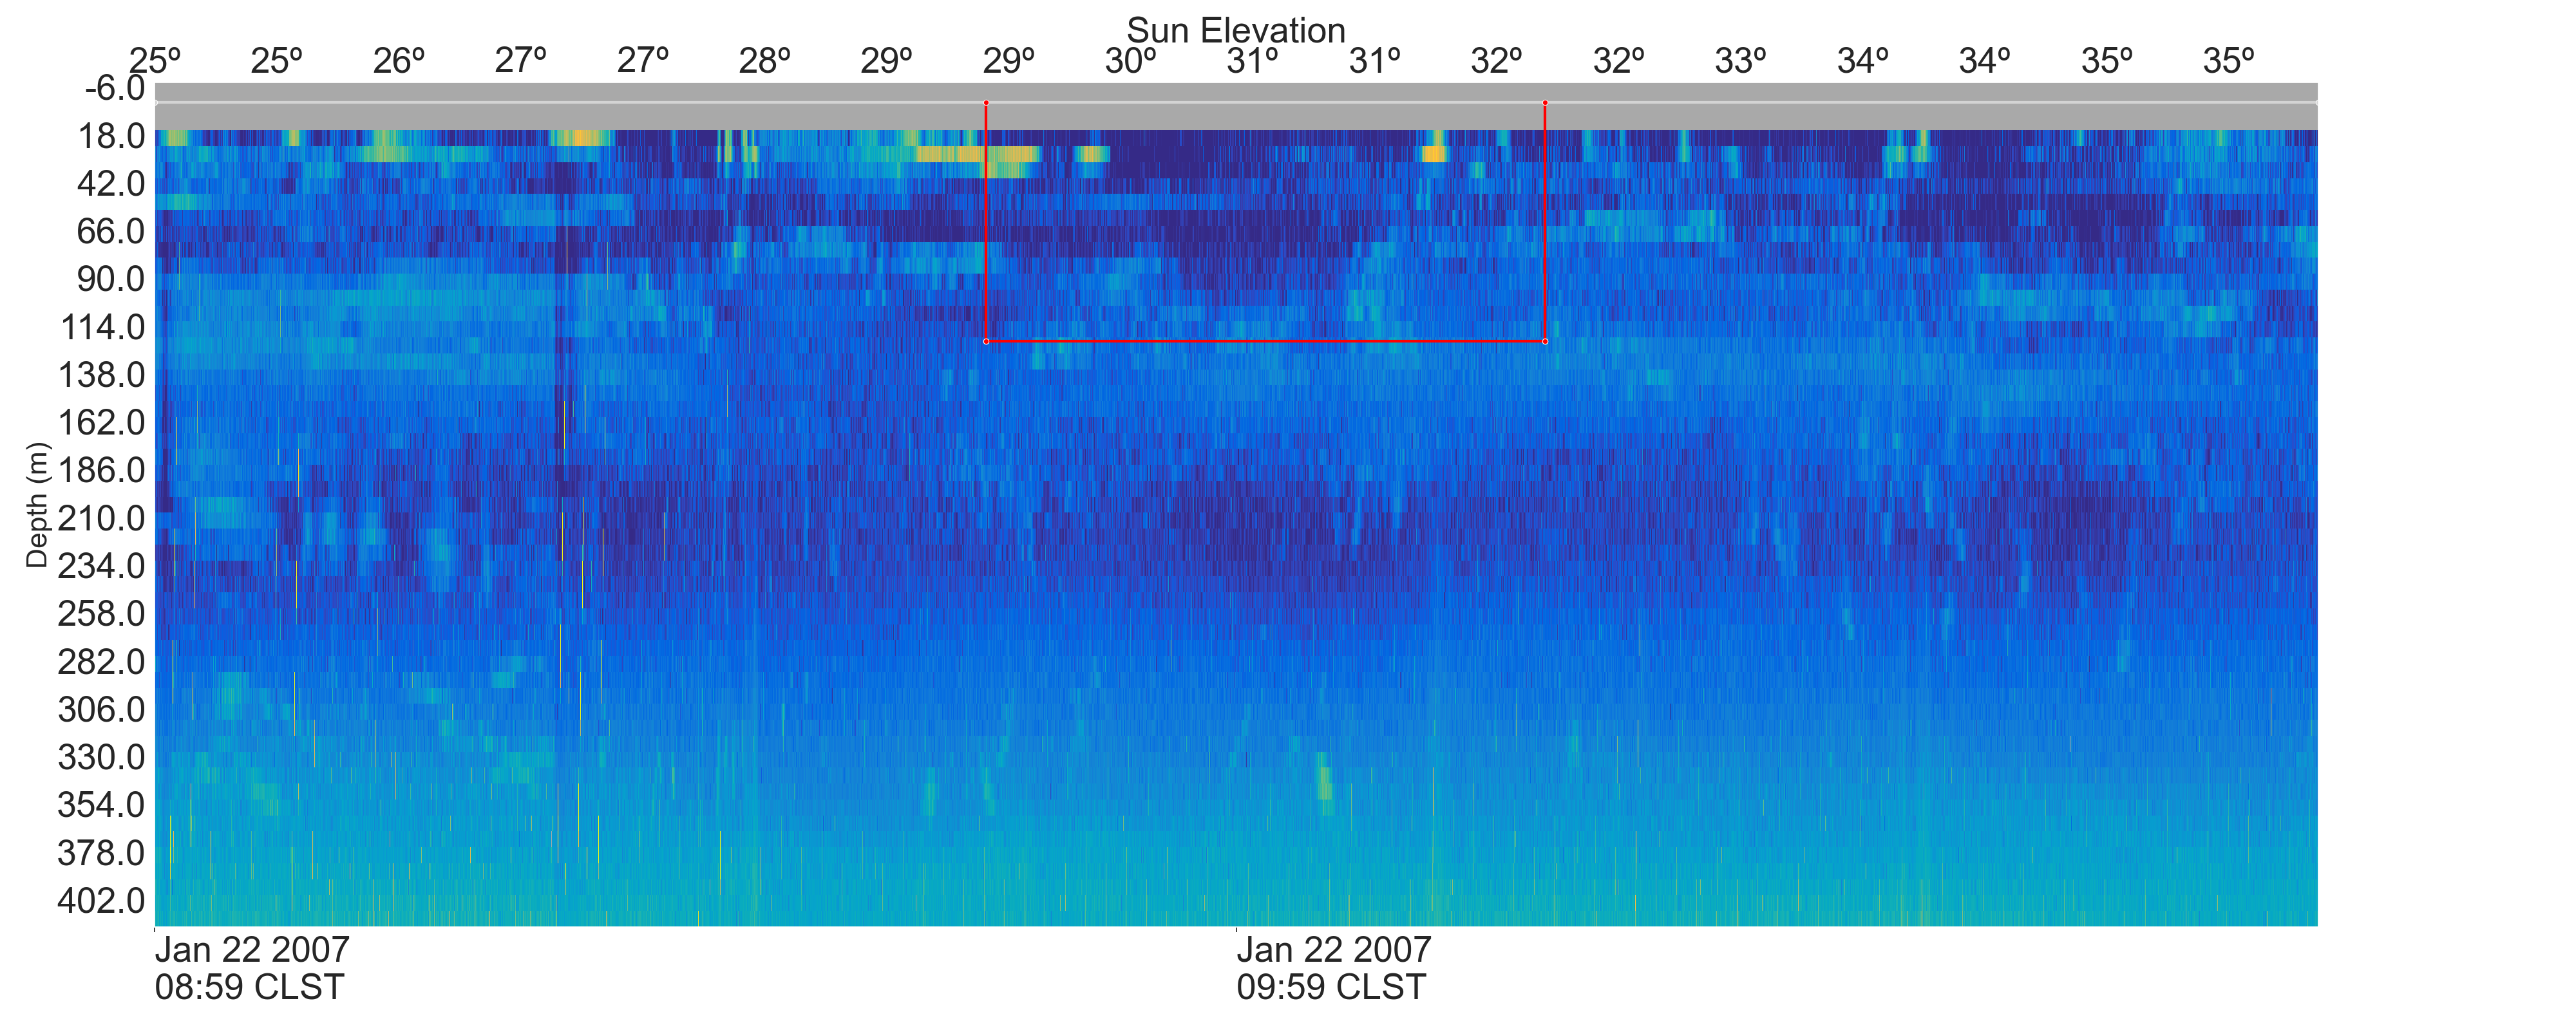 Sun Elevation
25º 25º 26º 27º 27º 28º 29º 29º 30º 31º 31º 32º 32º 33º 34º 34º 35º 35º
-6.0
18.0
42.0
66.0
90.0
114.0
138.0
162.0
186.0
210.0
234.0
258.0
282.0
306.0
330.0
354.0
378.0
402.0
Depth (m)
Jan 22 2007
08:59 CLST
Jan 22 2007
09:59 CLST